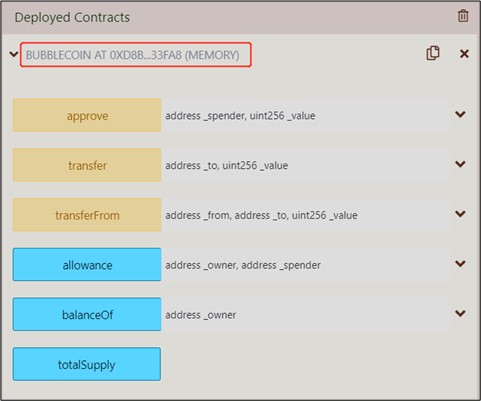 Deployed Contracts
BUBBLECOIN AT 0XD8B...33FA8 (MEMORY)
approve address _spender, uint256 _value
transfer address _to, uint256 _value
transferFrom address _from, address _to, uint256 _value
allowance address _owner, address _spender
balanceOf address _owner
totalSupply